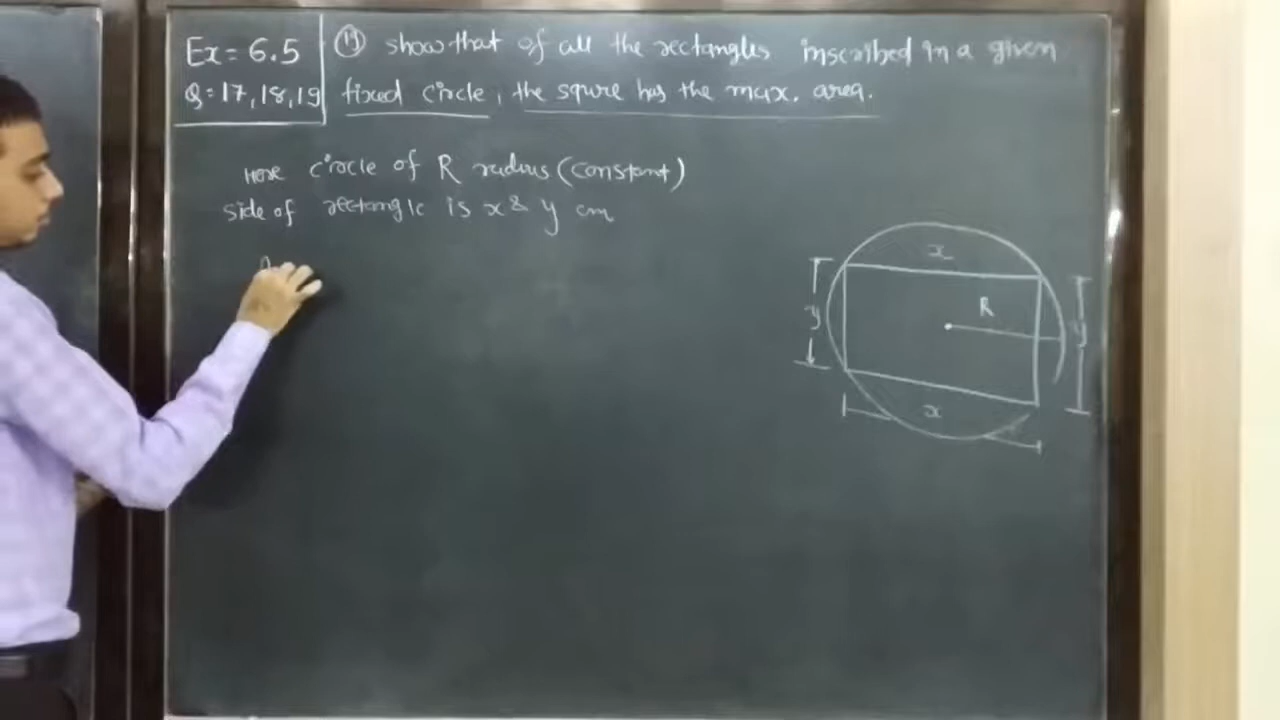 Ex = 6.5
Q = 17, 18, 19
19 show that of all the rectangles inscribed in a given
fixed circle, the squre has the max. area.
Here circle of R radius (constant)
side of rectangle is x & y cm
x
y
R
y
x